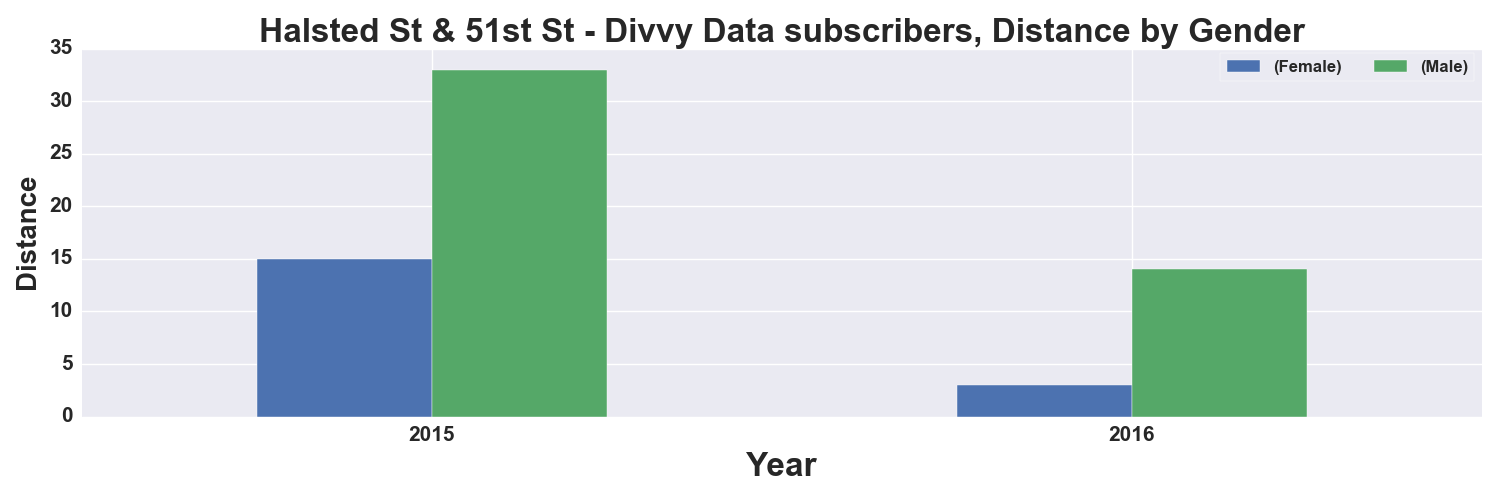 Halsted St & 51st St - Divvy Data subscribers, Distance by Gender
(Female) (Male)
35
30
25
20
15
10
5
0
Distance
2015 2016
Year